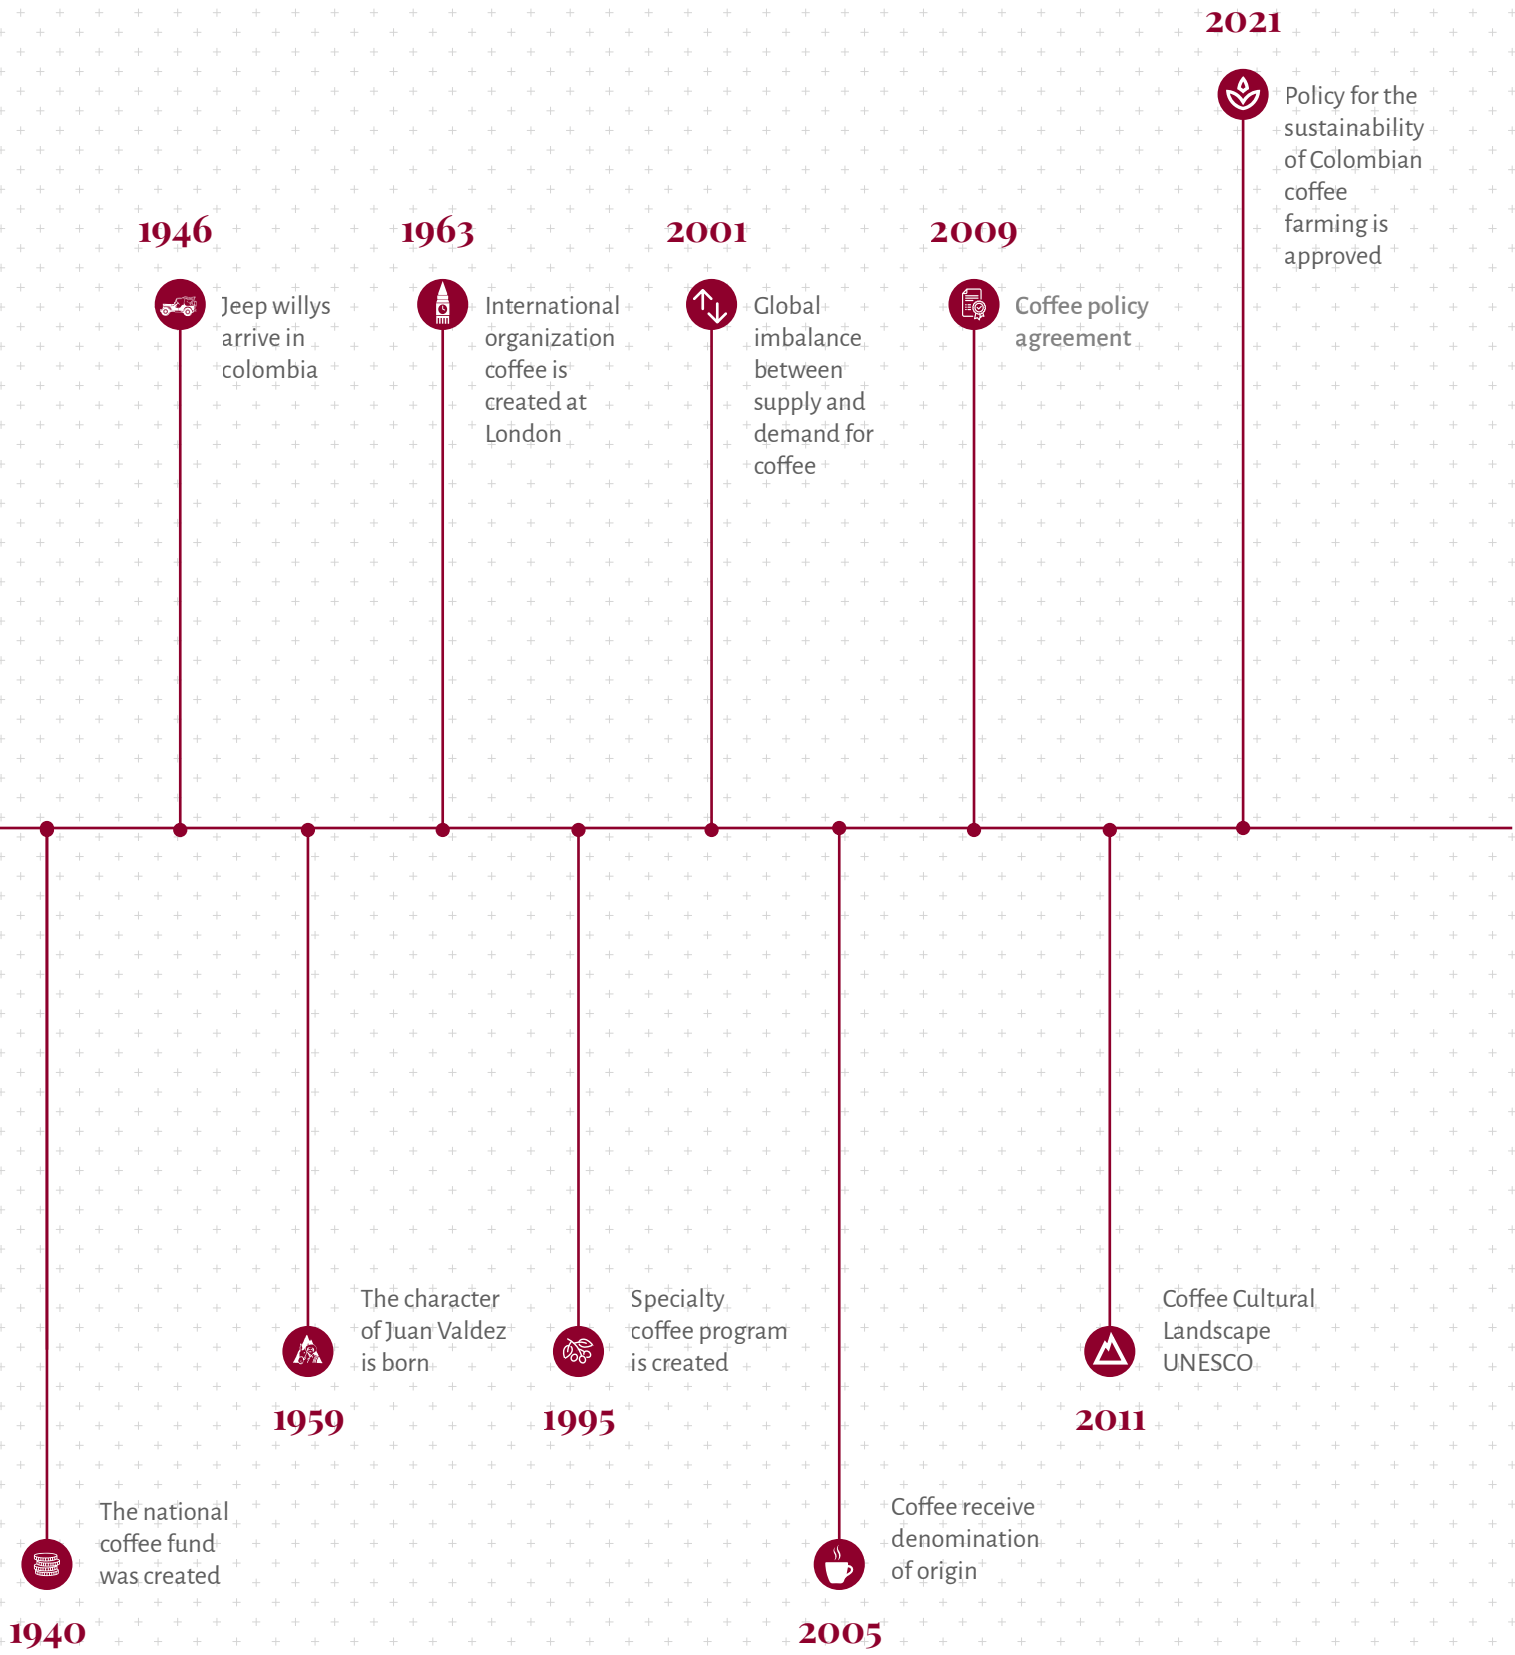 2021
Policy for the
sustainability
of Colombian
coffee
farming is
approved
1946
Jeep willys
arrive in
colombia
1963
International
organization
coffee is
created at
London
2001
Global
imbalance
between
supply and
demand for
coffee
2009
Coffee policy
agreement
The character
of Juan Valdez
is born
1959
Specialty
coffee program
is created
1995
Coffee Cultural
Landscape
UNESCO
2011
The national
coffee fund
was created
1940
Coffee receive
denomination
of origin
2005